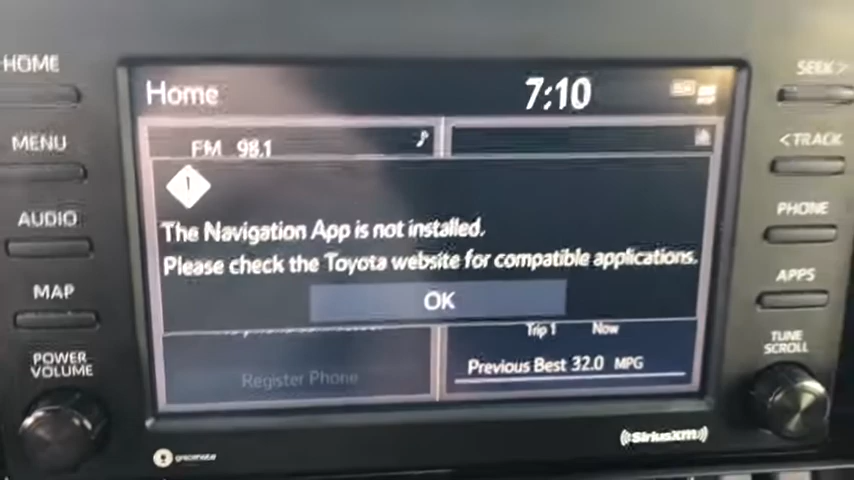 HOME
MENU
AUDIO
MAP
POWER
VOLUME
Home
7:10
FM 98.1
The Navigation App is not installed.
Please check the Toyota website for compatible applications.
OK
Trip 1 Now
Register Phone
Previous Best 32.0 MPG
gracenote
SiriusXM
SEEK >
< TRACK
PHONE
APPS
TUNE
SCROLL